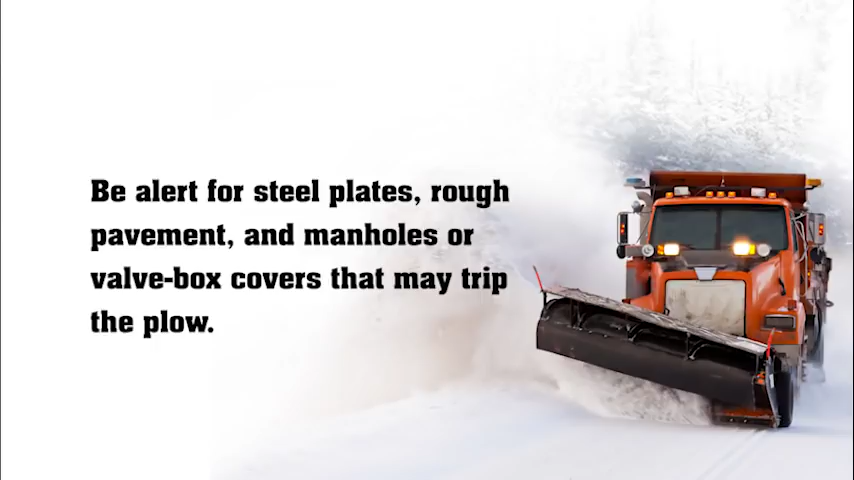 Be alert for steel plates, rough
pavement, and manholes or
valve-box covers that may trip
the plow.